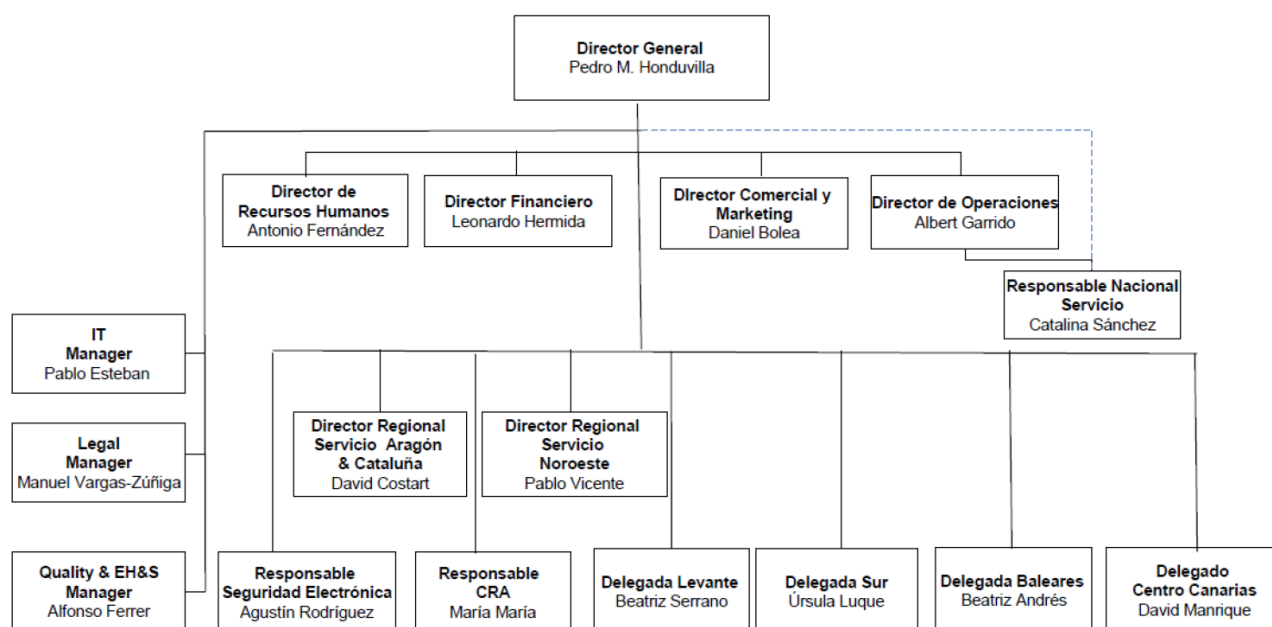 Director General
Pedro M. Honduvilla
Director de
Recursos Humanos
Antonio Fernández
Director Financiero
Leonardo Hermida
DIrector Comercial y
Marketing
Daniel Bolea
Director de Operaciones
Albert Garrido
Responsable Nacional
Servicio
Catalina Sánchez
IT
Manager
Pablo Esteban
Legal
Manager
Manuel Vargas-Zúñiga
Quality & EH&S
Manager
Alfonso Ferrer
Director Regional
Servicio Aragón
& Cataluña
David Costart
Director Regional
Servicio
Noroeste
Pablo Vicente
Responsable
Seguridad Electrónica
Agustín Rodríguez
Responsable
CRA
María María
Delegada Levante
Beatriz Serrano
Delegada Sur
Úrsula Luque
Delegada Baleares
Beatriz Andrés
Delegado
Centro Canarias
David Manrique